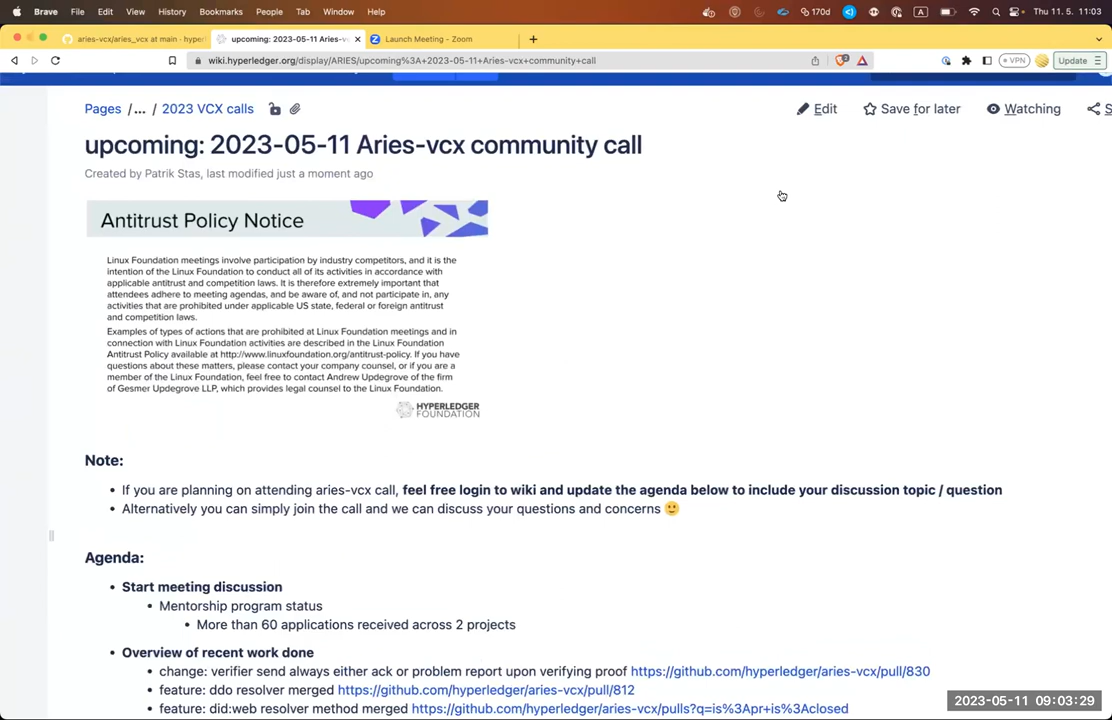 Brave File Edit View History Bookmarks People Tab Window Help 170d A Thu 11. 5. 11:03
aries-vcx/aries_vcx at main · hype upcoming: 2023-05-11 Aries-v Launch Meeting - Zoom
wiki.hyperledger.org/display/ARIES/upcoming%3A+2023-05-11+Aries-vcx+community+call VPN Update
Pages /... / 2023 VCX calls Edit Save for later Watching S
upcoming: 2023-05-11 Aries-vcx community call
Created by Patrik Stas, last modified just a moment ago
Antitrust Policy Notice
Linux Foundation meetings involve participation by industry competitors, and it is the
intention of the Linux Foundation to conduct all of its activities in accordance with
applicable antitrust and competition laws. It is therefore extremely important that
attendees adhere to meeting agendas, and be aware of, and not participate in, any
activities that are prohibited under applicable US state, federal or foreign antitrust
and competition laws.
Examples of types of actions that are prohibited at Linux Foundation meetings and in
connection with Linux Foundation activities are described in the Linux Foundation
Antitrust Policy available at http://www.linuxfoundation.org/antitrust-policy. If you have
questions about these matters, please contact your company counsel, or if you are a
member of the Linux Foundation, feel free to contact Andrew Updegrove of the firm
of Gesmer Updegrove LLP, which provides legal counsel to the Linux Foundation.
HYPERLEDGER
FOUNDATION
Note:
• If you are planning on attending aries-vcx call, feel free login to wiki and update the agenda below to include your discussion topic / question
• Alternatively you can simply join the call and we can discuss your questions and concerns 🙂
Agenda:
• Start meeting discussion
• Mentorship program status
• More than 60 applications received across 2 projects
• Overview of recent work done
• change: verifier send always either ack or problem report upon verifying proof https://github.com/hyperledger/aries-vcx/pull/830
• feature: ddo resolver merged https://github.com/hyperledger/aries-vcx/pull/812
• feature: did:web resolver method merged https://github.com/hyperledger/aries-vcx/pulls?q=is%3Apr+is%3Aclosed
2023-05-11 09:03:29